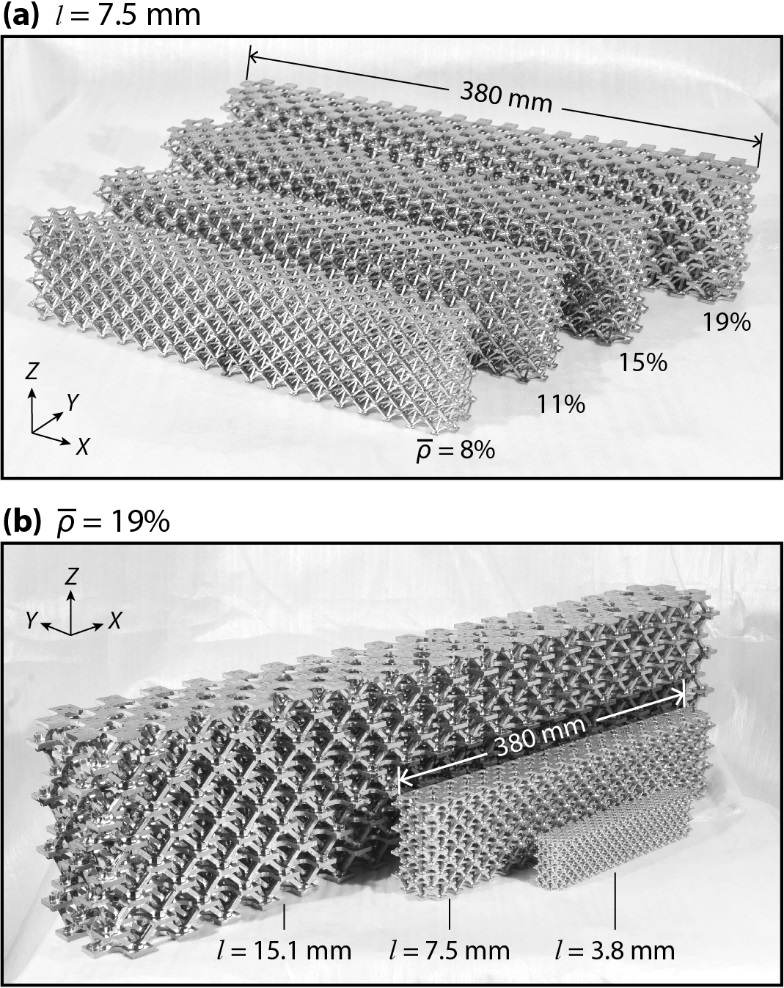 (a) l = 7.5 mm
380 mm
19%
15%
11%
ρ̅ = 8%
Z
Y
X
(b) ρ̅ = 19%
Z
Y X
380 mm
l = 15.1 mm l = 7.5 mm l = 3.8 mm